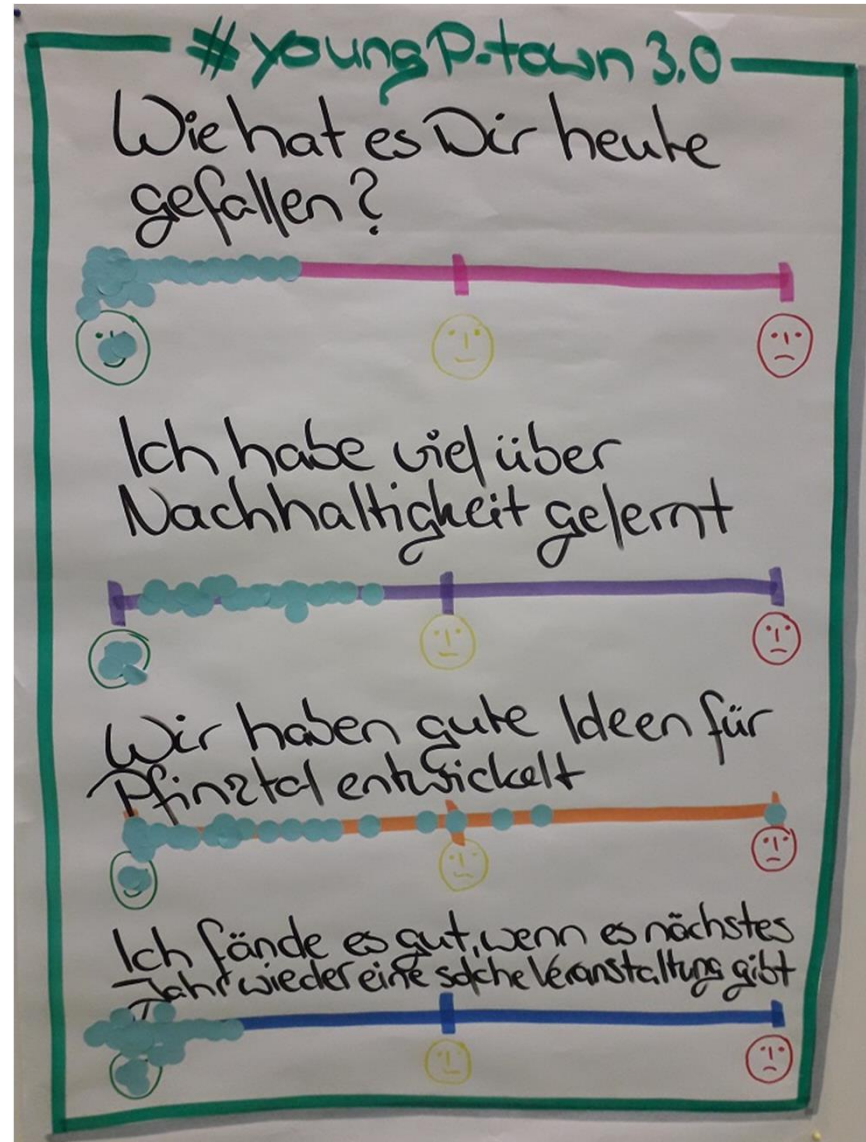 #youngP-town 3.0
Wie hat es Dir heute
gefallen?
Ich habe viel über
Nachhaltigkeit gelernt
Wir haben gute Ideen für
Pfinztal entwickelt
Ich fände es gut, wenn es nächstes
Jahr wieder eine solche Veranstaltung gibt